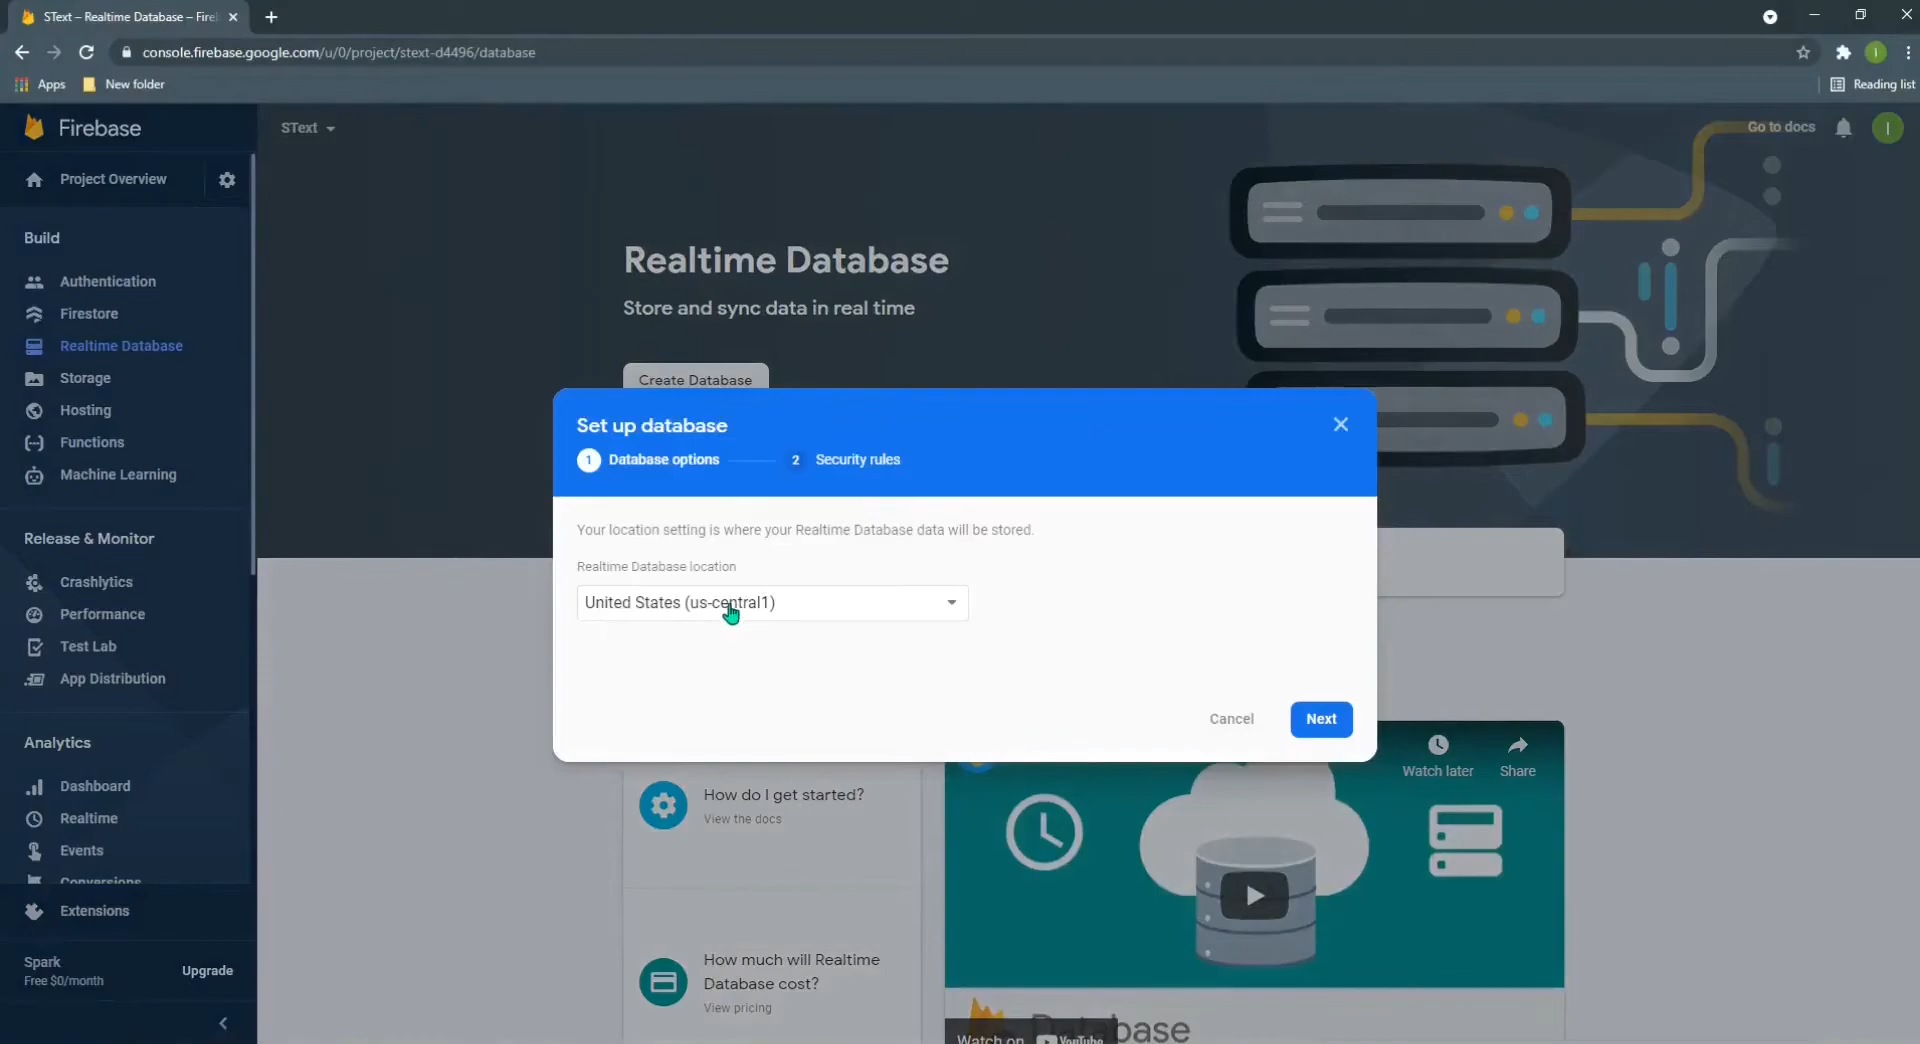 SText – Realtime Database – Fire
console.firebase.google.com/u/0/project/stext-d4496/database
I
Apps
New folder
Reading list
Firebase
SText
Go to docs
I
Project Overview
Build
Authentication
Firestore
Realtime Database
Storage
Hosting
Functions
Machine Learning
Release & Monitor
Crashlytics
Performance
Test Lab
App Distribution
Analytics
Dashboard
Realtime
Events
Conversions
Extensions
Spark
Free $0/month
Upgrade
Realtime Database
Store and sync data in real time
Create Database
Set up database
1 Database options
2 Security rules
Your location setting is where your Realtime Database data will be stored.
Realtime Database location
United States (us-central1)
Cancel
Next
How do I get started?
View the docs
How much will Realtime
Database cost?
View pricing
Watch later
Share
Database
Watch on YouTube